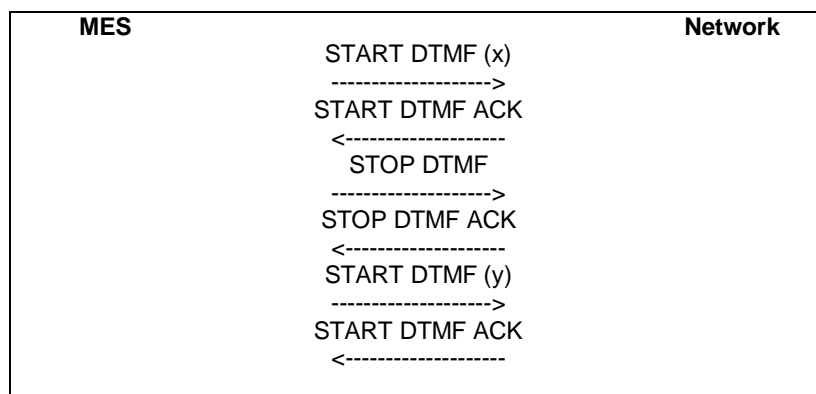 MES Network
START DTMF (x)
-------------------->
START DTMF ACK
<--------------------
STOP DTMF
-------------------->
STOP DTMF ACK
<--------------------
START DTMF (y)
-------------------->
START DTMF ACK
<--------------------